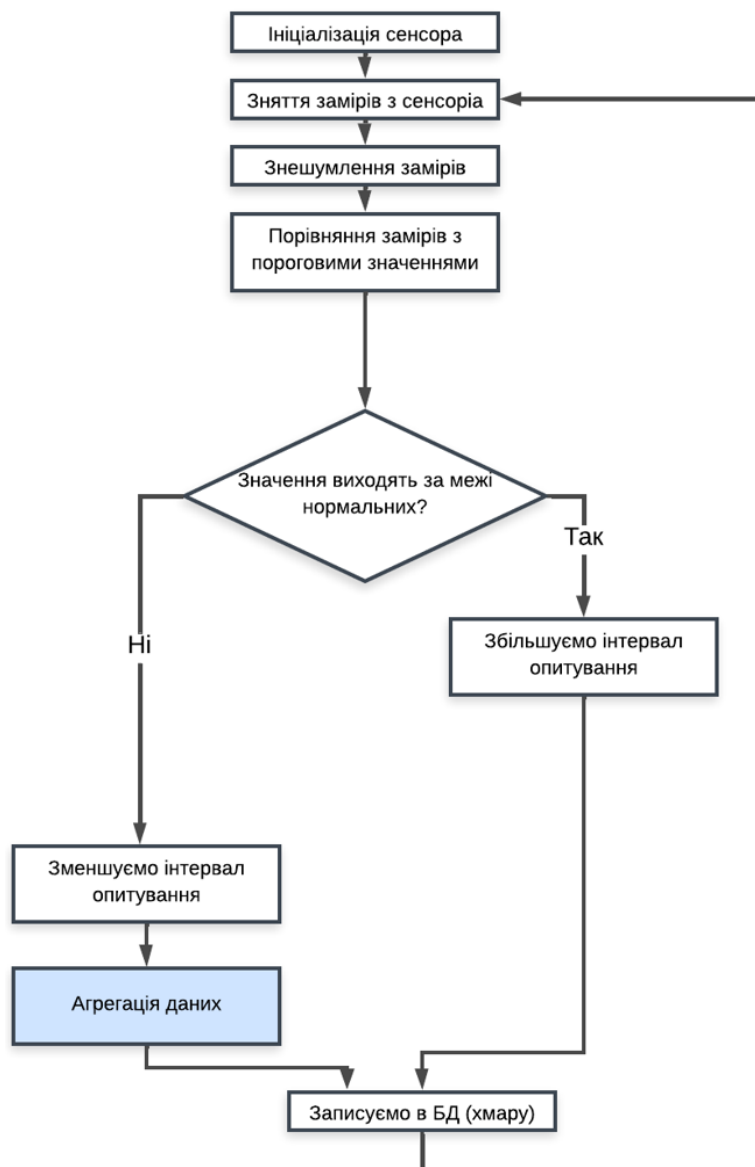 Ініціалізація сенсора
Зняття замірів з сенсоріа
Знешумлення замірів
Порівняння замірів з
пороговими значеннями
Значення виходять за межі
нормальних?
Так
Ні
Збільшуємо інтервал
опитування
Зменшуємо інтервал
опитування
Агрегація даних
Записуємо в БД (хмару)